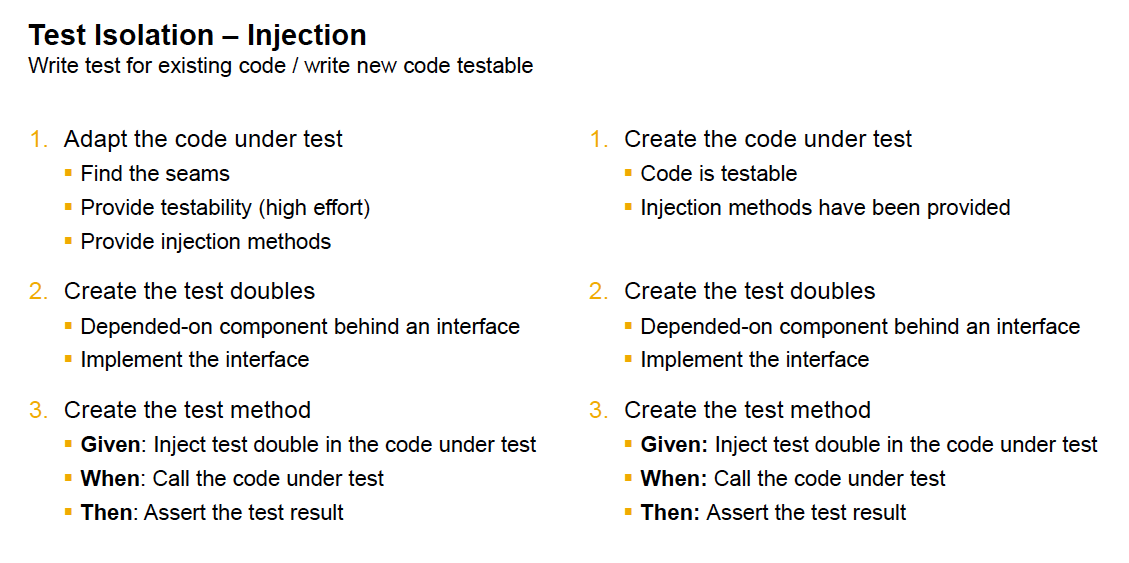 Test Isolation – Injection
Write test for existing code / write new code testable
1. Adapt the code under test
▪ Find the seams
▪ Provide testability (high effort)
▪ Provide injection methods
2. Create the test doubles
▪ Depended-on component behind an interface
▪ Implement the interface
3. Create the test method
▪ Given: Inject test double in the code under test
▪ When: Call the code under test
▪ Then: Assert the test result
1. Create the code under test
▪ Code is testable
▪ Injection methods have been provided
2. Create the test doubles
▪ Depended-on component behind an interface
▪ Implement the interface
3. Create the test method
▪ Given: Inject test double in the code under test
▪ When: Call the code under test
▪ Then: Assert the test result